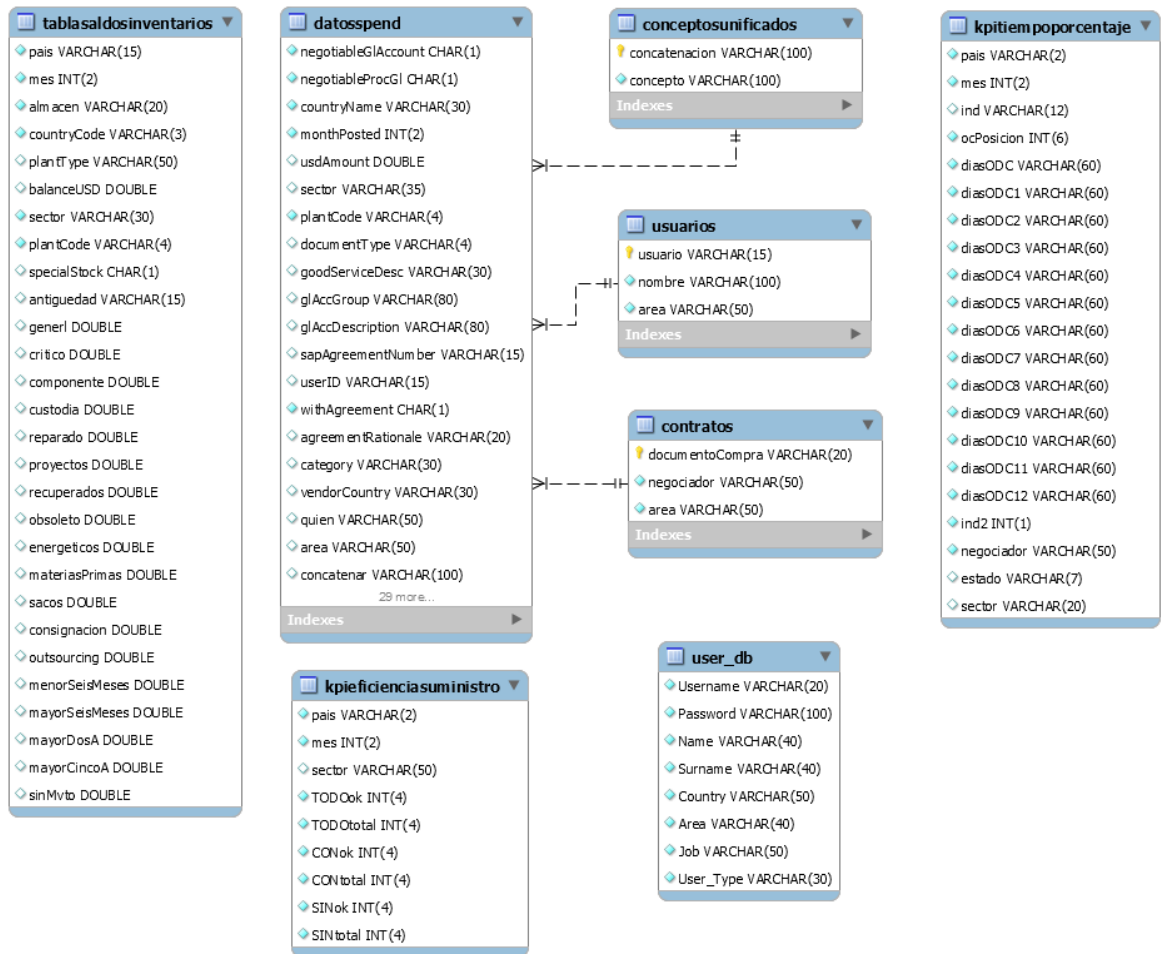 tablasaldosinventarios
pais VARCHAR(15)
mes INT(2)
almacen VARCHAR(20)
countryCode VARCHAR(3)
plantType VARCHAR(50)
balanceUSD DOUBLE
sector VARCHAR(30)
plantCode VARCHAR(4)
specialStock CHAR(1)
antiguedad VARCHAR(15)
generl DOUBLE
critico DOUBLE
componente DOUBLE
custodia DOUBLE
reparado DOUBLE
proyectos DOUBLE
recuperados DOUBLE
obsoleto DOUBLE
energeticos DOUBLE
materiasPrimas DOUBLE
sacos DOUBLE
consignacion DOUBLE
outsourcing DOUBLE
menorSeisMeses DOUBLE
mayorSeisMeses DOUBLE
mayorDosA DOUBLE
mayorCincoA DOUBLE
sinMvto DOUBLE
datosspend
negotiableGlAccount CHAR(1)
negotiableProcGl CHAR(1)
countryName VARCHAR(30)
monthPosted INT(2)
usdAmount DOUBLE
sector VARCHAR(35)
plantCode VARCHAR(4)
documentType VARCHAR(4)
goodServiceDesc VARCHAR(30)
glAccGroup VARCHAR(80)
glAccDescription VARCHAR(80)
sapAgreementNumber VARCHAR(15)
userID VARCHAR(15)
withAgreement CHAR(1)
agreementRationale VARCHAR(20)
category VARCHAR(30)
vendorCountry VARCHAR(30)
quien VARCHAR(50)
area VARCHAR(50)
concatenar VARCHAR(100)
29 more...
Indexes
kpieficienciasuministro
pais VARCHAR(2)
mes INT(2)
sector VARCHAR(50)
TODOok INT(4)
TODOtotal INT(4)
CONok INT(4)
CONtotal INT(4)
SINok INT(4)
SINtotal INT(4)
conceptosunificados
concatenacion VARCHAR(100)
concepto VARCHAR(100)
Indexes
usuarios
usuario VARCHAR(15)
nombre VARCHAR(100)
area VARCHAR(50)
Indexes
contratos
documentoCompra VARCHAR(20)
negociador VARCHAR(50)
area VARCHAR(50)
Indexes
user_db
Username VARCHAR(20)
Password VARCHAR(100)
Name VARCHAR(40)
Surname VARCHAR(40)
Country VARCHAR(50)
Area VARCHAR(40)
Job VARCHAR(50)
User_Type VARCHAR(30)
kpitiempoporcentaje
pais VARCHAR(2)
mes INT(2)
ind VARCHAR(12)
ocPosicion INT(6)
diasODC VARCHAR(60)
diasODC1 VARCHAR(60)
diasODC2 VARCHAR(60)
diasODC3 VARCHAR(60)
diasODC4 VARCHAR(60)
diasODC5 VARCHAR(60)
diasODC6 VARCHAR(60)
diasODC7 VARCHAR(60)
diasODC8 VARCHAR(60)
diasODC9 VARCHAR(60)
diasODC10 VARCHAR(60)
diasODC11 VARCHAR(60)
diasODC12 VARCHAR(60)
ind2 INT(1)
negociador VARCHAR(50)
estado VARCHAR(7)
sector VARCHAR(20)